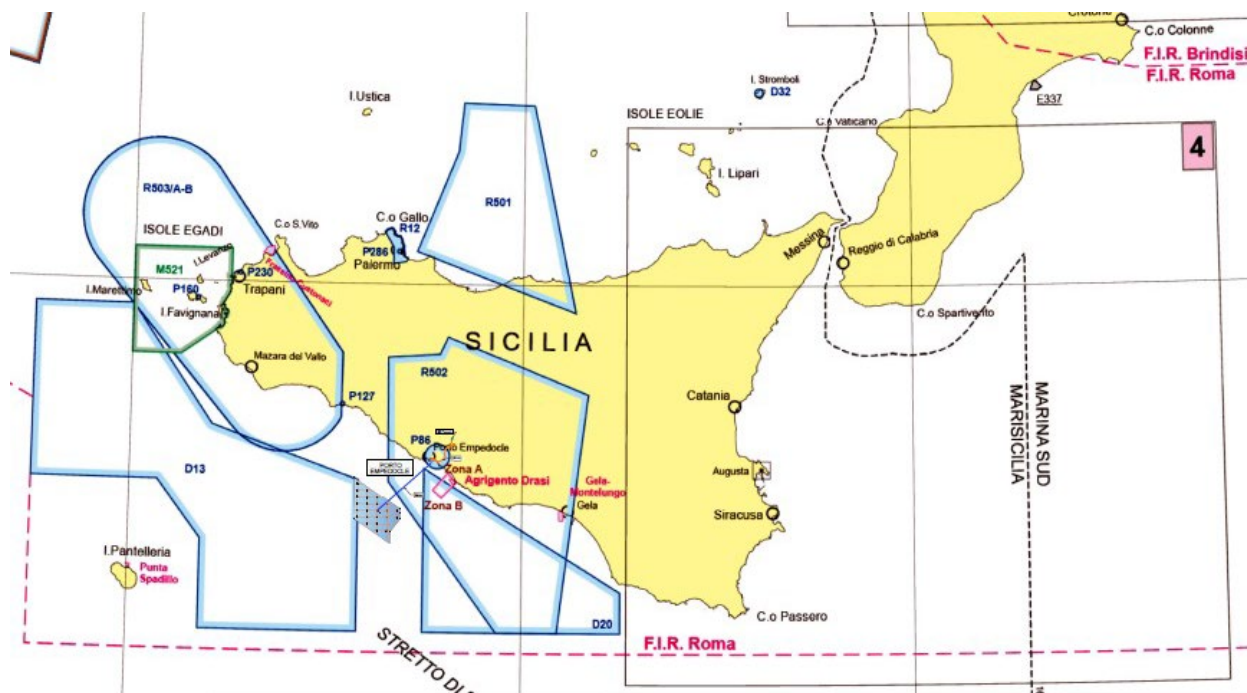 Crotone
C.o Colonne
F.I.R. Brindisi
F.I.R. Roma
E337
I. Stromboli
D32
I.Ustica
ISOLE EOLIE
C.o Vaticano
4
I. Lipari
R503/A-B
R501
C.o Gallo
R12
C.o S.Vito
ISOLE EGADI
I.Levanzo
P286
Palermo
Messina
Reggio di Calabria
M521
P230
Trapani
P160
I.Marettimo
I.Favignana
C.o Spartivento
SICILIA
Mazara del Vallo
R502
P127
Catania
MARINA SUD
MARISICILIA
P86
Porto Empedocle
PORTO
EMPEDOCLE
Zona A
Agrigento Drasi
D13
Zona B
Gela-
Montelungo
Gela
Augusta
Siracusa
I.Pantelleria
Punta
Spadillo
C.o Passero
D20
F.I.R. Roma
STRETTO DI